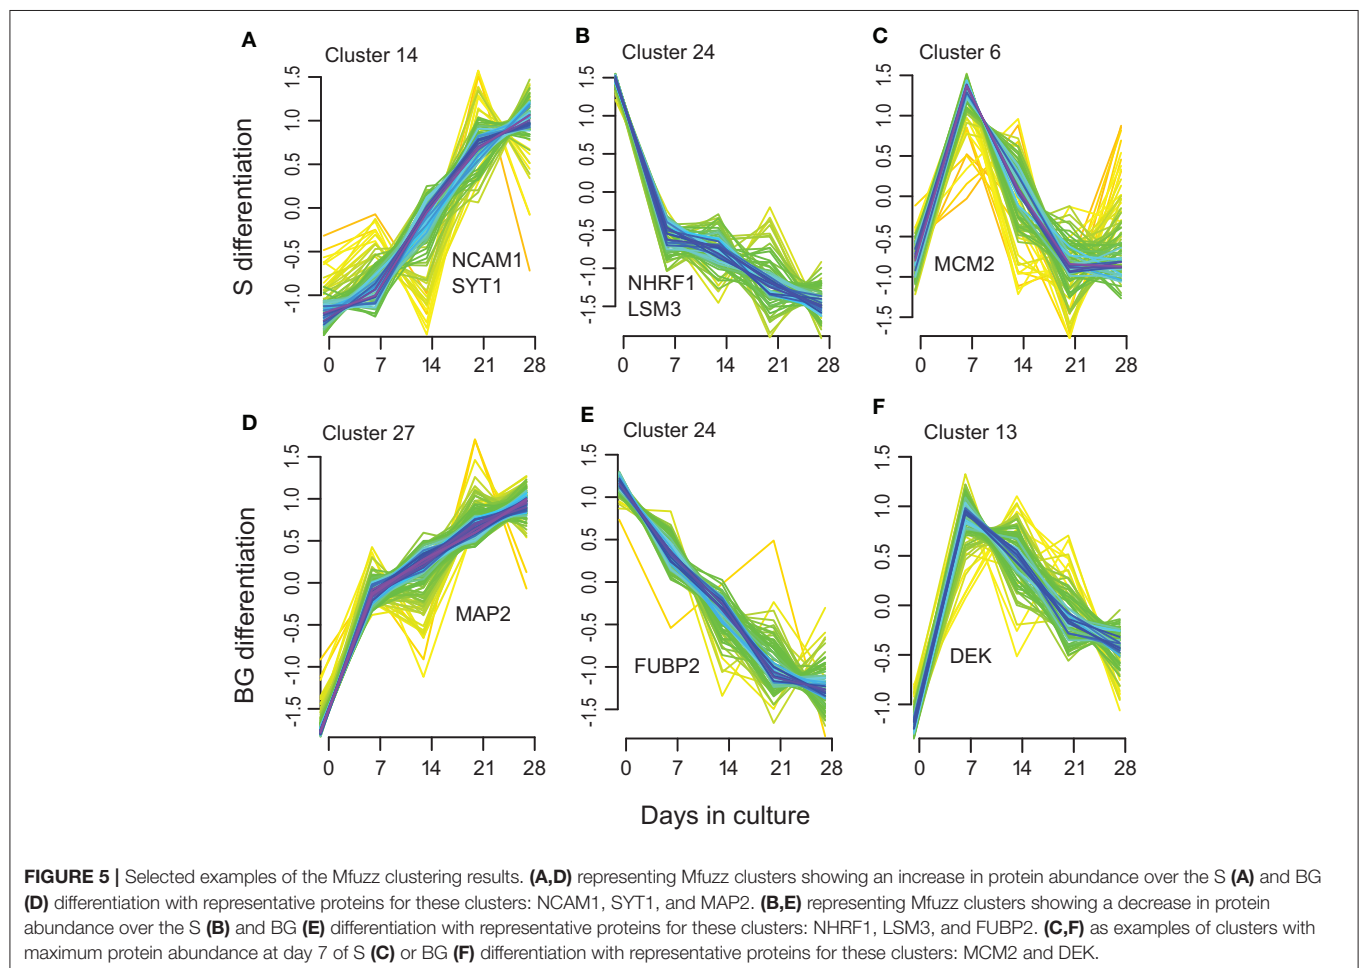 A
Cluster 14
B
Cluster 24
C
Cluster 6
S differentiation
1.5
1.0
0.5
0.0
-0.5
-1.0
NCAM1
SYT1
0 7 14 21 28
1.5
1.0
0.5
0.0
-0.5
-1.0
-1.5
NHRF1
LSM3
0 7 14 21 28
1.5
1.0
0.5
0.0
-0.5
-1.0
-1.5
MCM2
0 7 14 21 28
D
Cluster 27
E
Cluster 24
F
Cluster 13
BG differentiation
1.5
1.0
0.5
0.0
-0.5
-1.0
-1.5
MAP2
0 7 14 21 28
1.5
1.0
0.5
0.0
-0.5
-1.0
-1.5
FUBP2
0 7 14 21 28
1.5
1.0
0.5
0.0
-0.5
-1.0
DEK
0 7 14 21 28
Days in culture
FIGURE 5 | Selected examples of the Mfuzz clustering results. (A,D) representing Mfuzz clusters showing an increase in protein abundance over the S (A) and BG
(D) differentiation with representative proteins for these clusters: NCAM1, SYT1, and MAP2. (B,E) representing Mfuzz clusters showing a decrease in protein
abundance over the S (B) and BG (E) differentiation with representative proteins for these clusters: NHRF1, LSM3, and FUBP2. (C,F) as examples of clusters with
maximum protein abundance at day 7 of S (C) or BG (F) differentiation with representative proteins for these clusters: MCM2 and DEK.